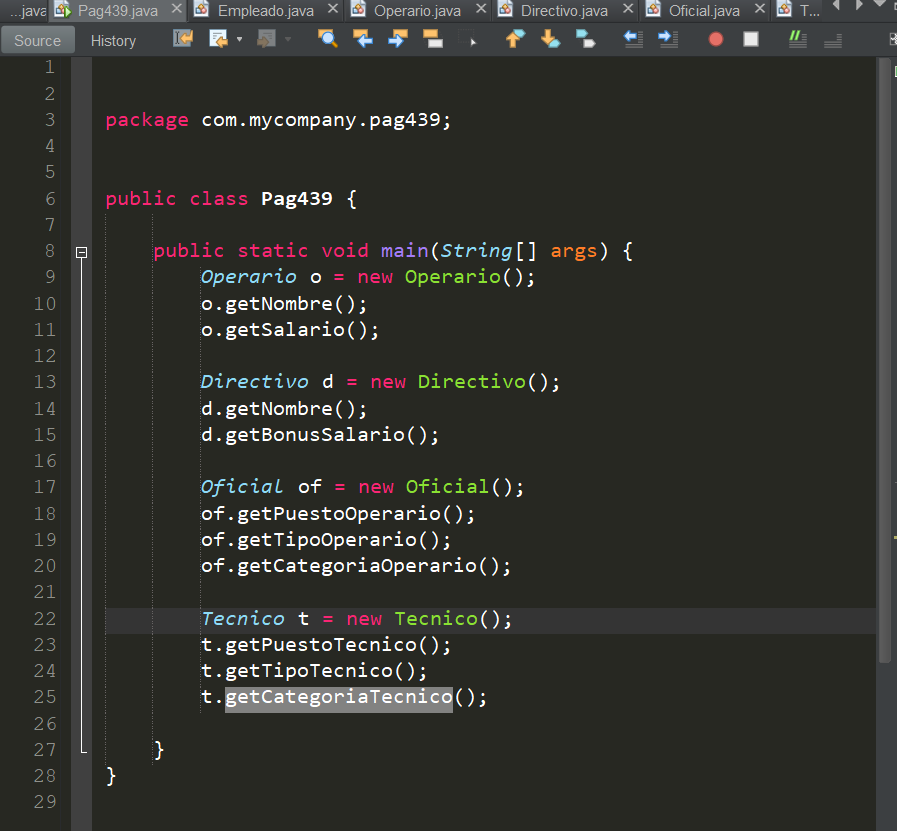 ...java Pag439.java Empleado.java Operario.java Directivo.java Oficial.java T...
Source History
1
2
3 package com.mycompany.pag439;
4
5
6 public class Pag439 {
7
8 public static void main(String[] args) {
9 Operario o = new Operario();
10 o.getNombre();
11 o.getSalario();
12
13 Directivo d = new Directivo();
14 d.getNombre();
15 d.getBonusSalario();
16
17 Oficial of = new Oficial();
18 of.getPuestoOperario();
19 of.getTipoOperario();
20 of.getCategoriaOperario();
21
22 Tecnico t = new Tecnico();
23 t.getPuestoTecnico();
24 t.getTipoTecnico();
25 t.getCategoriaTecnico();
26
27 }
28 }
29